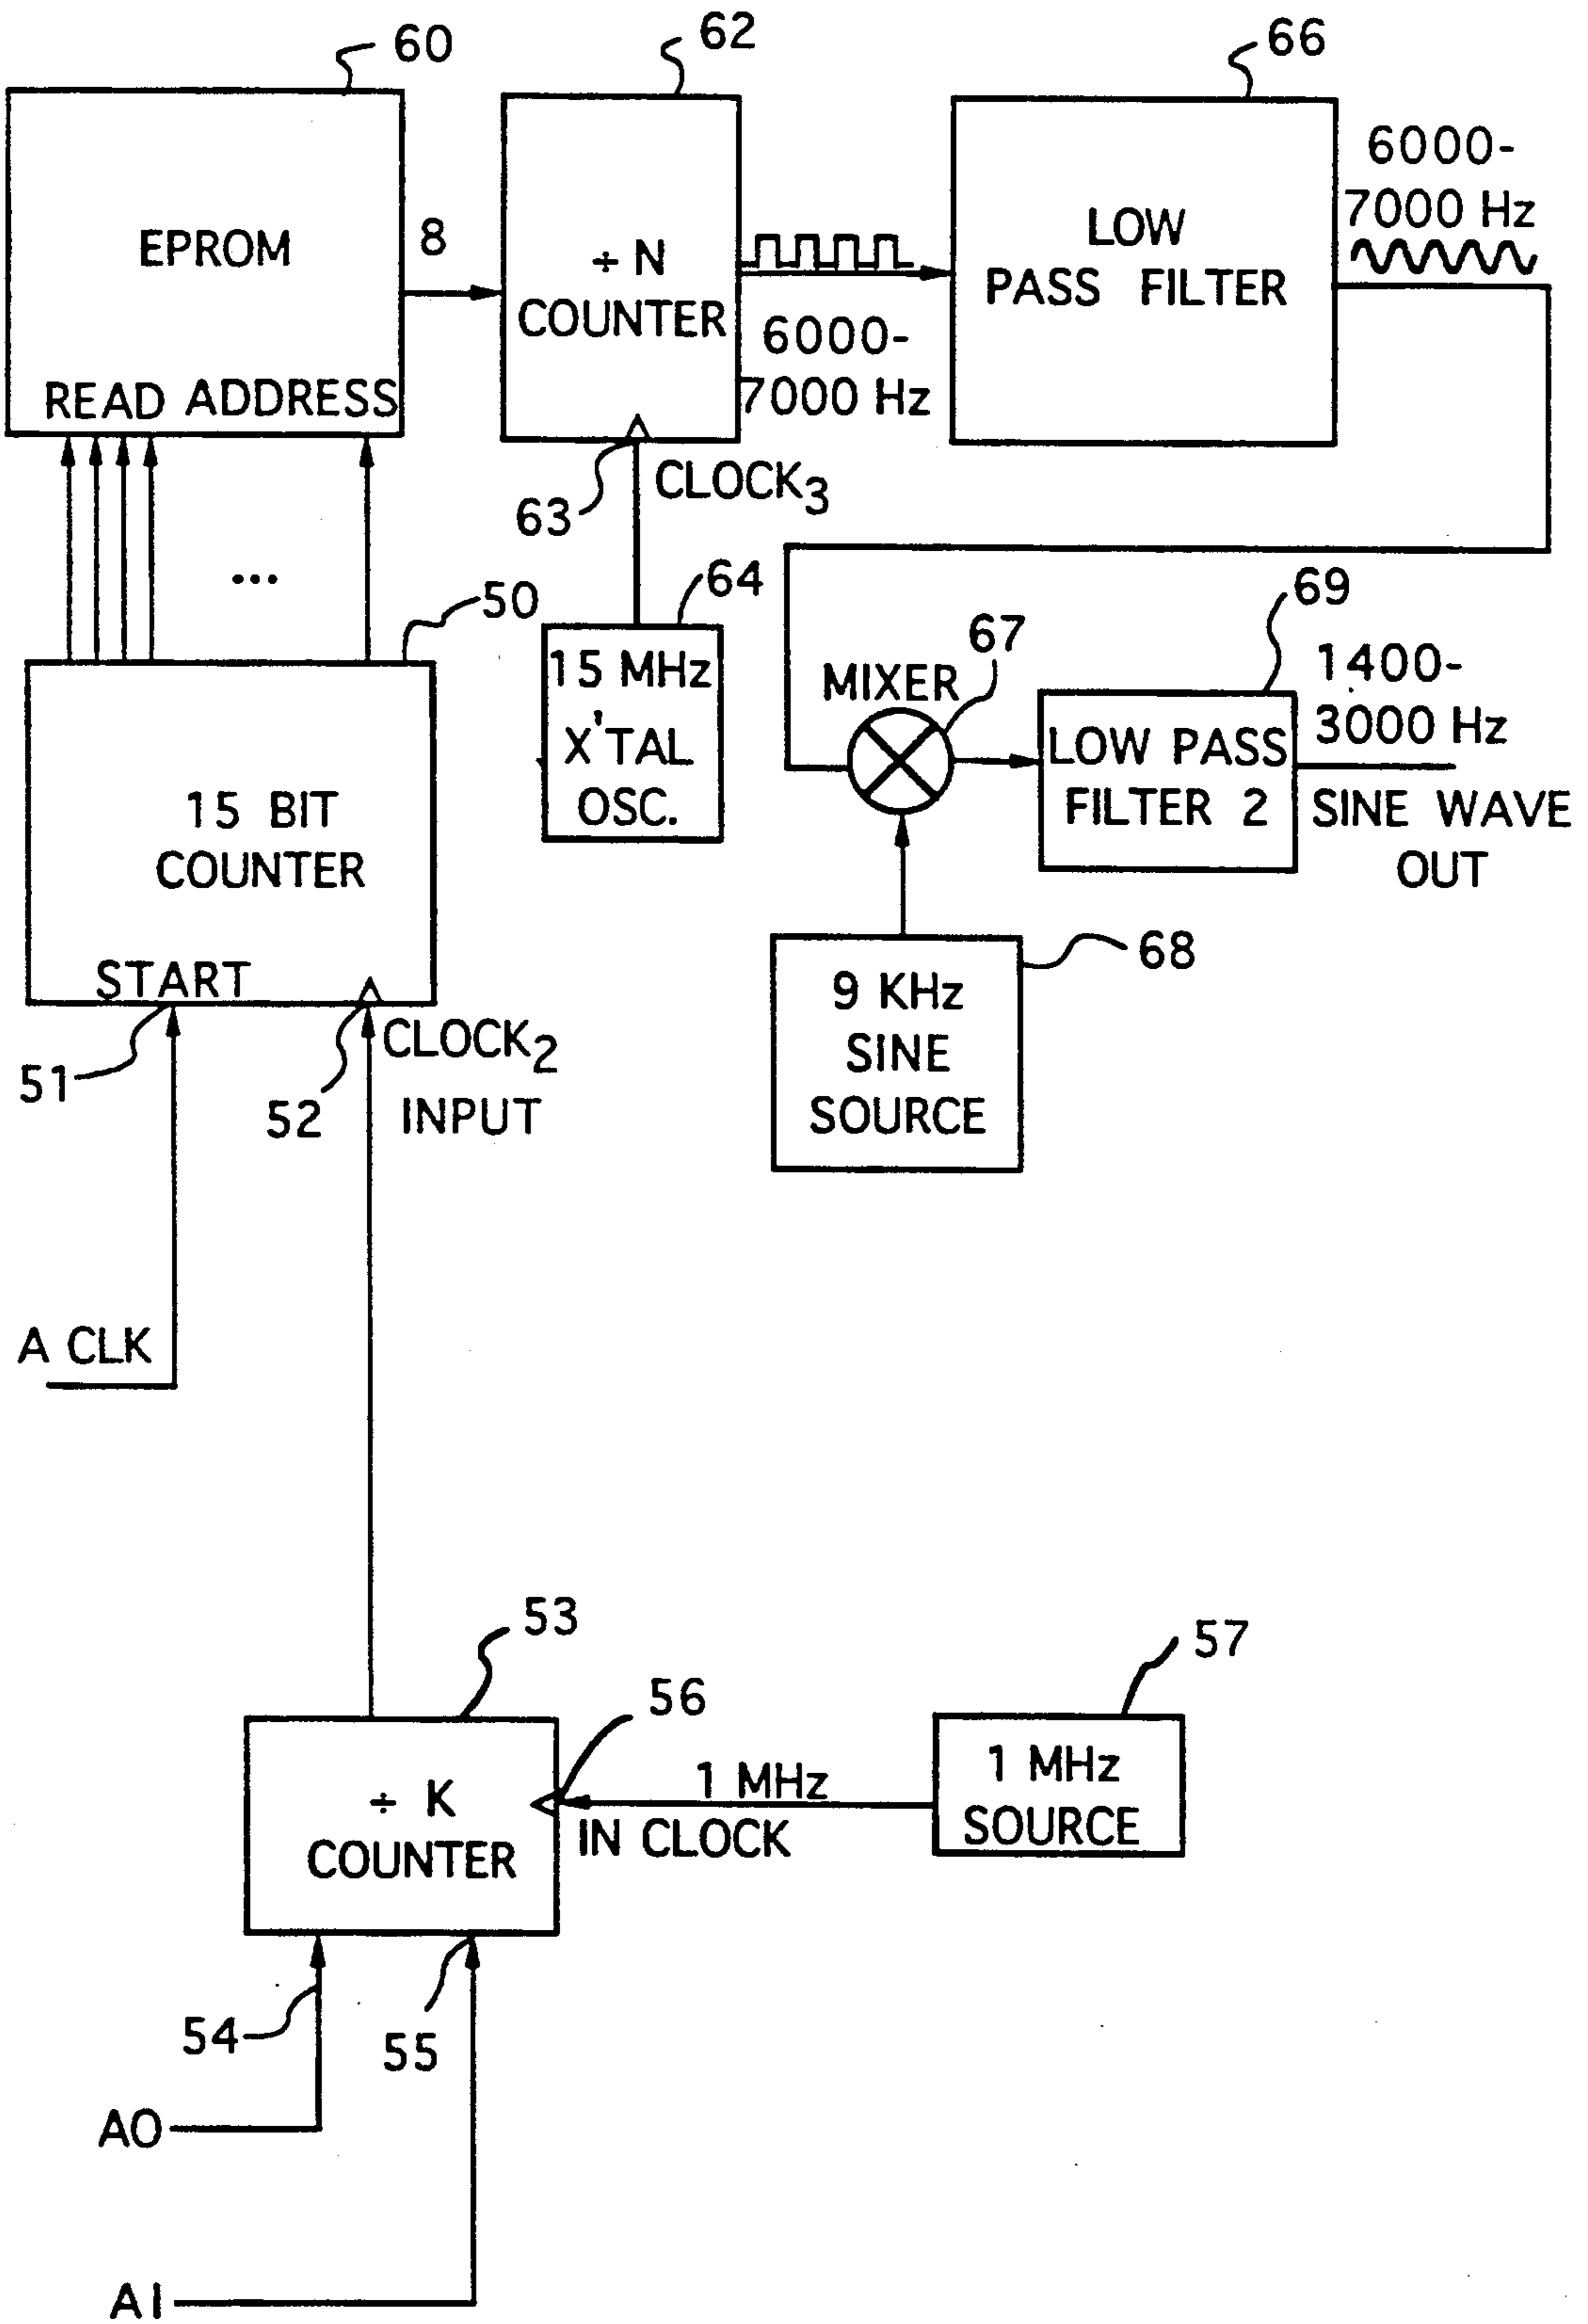 60
62
66
EPROM
READ ADDRESS
8
÷ N
COUNTER
6000-
7000 Hz
LOW
PASS FILTER
6000-
7000 Hz
63
CLOCK3
...
50
64
15 MHz
X'TAL
OSC.
MIXER
67
69
LOW PASS
FILTER 2
1400-
3000 Hz
SINE WAVE
OUT
15 BIT
COUNTER
START
51
52
CLOCK2
INPUT
9 KHz
SINE
SOURCE
68
A CLK
53
56
57
÷ K
COUNTER
1 MHz
IN CLOCK
1 MHz
SOURCE
54
55
A0
A1